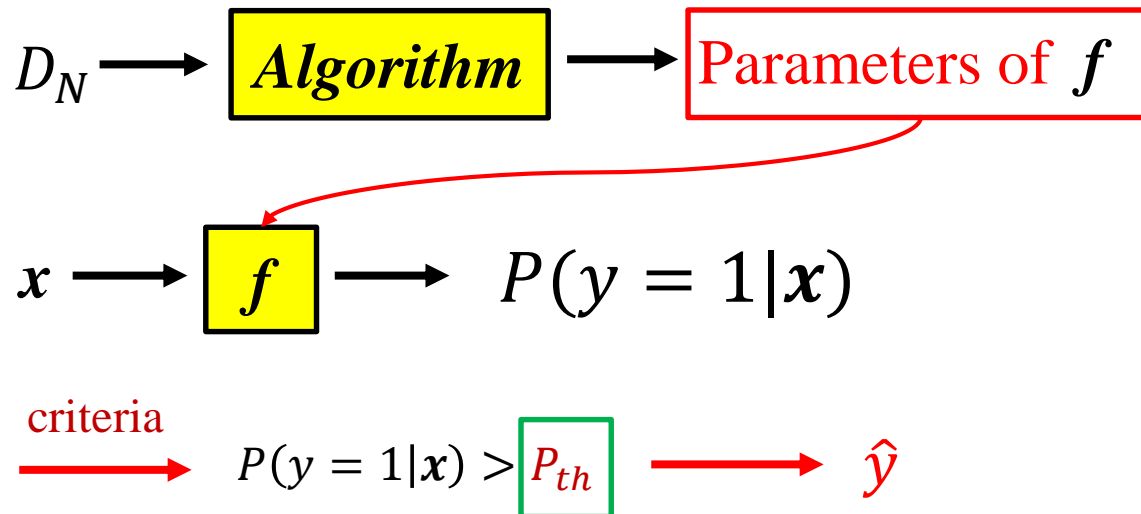 D_N Algorithm Parameters of f
x f P(y = 1|x)
criteria
P(y = 1|x) > P_th ŷ